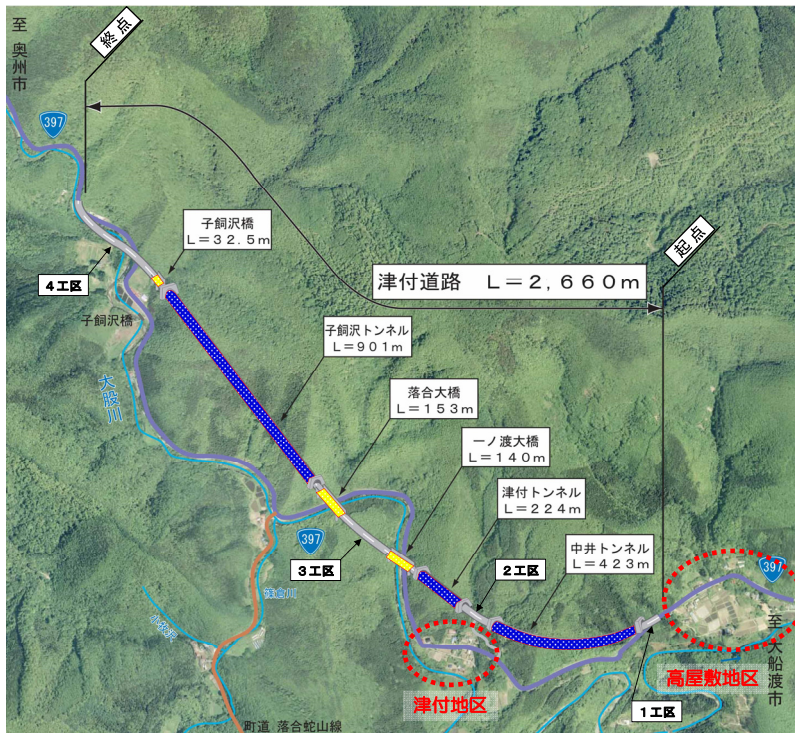 至 奥州市
終点
397
子飼沢橋
L=32.5m
起点
津付道路 L=2,660m
4工区
子飼沢橋
子飼沢トンネル
L=901m
大股川
落合大橋
L=153m
一ノ渡大橋
L=140m
津付トンネル
L=224m
397
3工区
2工区
中井トンネル
L=423m
397
至 大船渡市
高屋敷地区
津付地区
1工区
町道 落合蛇山線